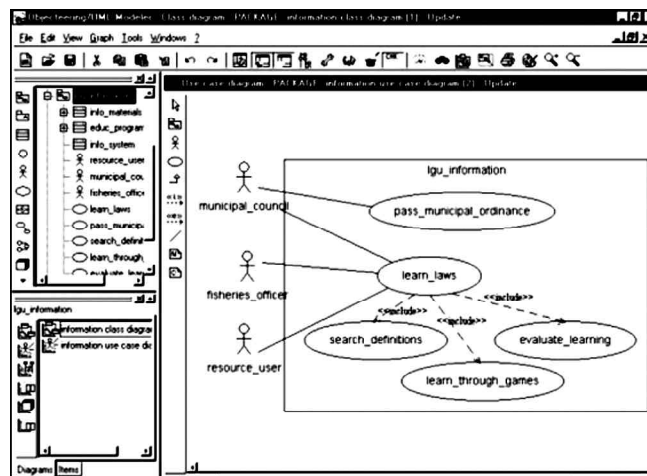 Objecteering/UML Modeler - Class diagram - PACKAGE - information class diagram (1) - Update
File Edit View Graph Tools Windows ?
Use case diagram - PACKAGE - information use case diagram (2) - Update
info_materials
educ_program
info_system
resource_user
municipal_cou
fisheries_office
learn_laws
pass_municipa
search_definiti
learn_through_
evaluate_learn
lgu_information
information class diagra
information use case dia
Diagrams Items
lgu_information
municipal_council
pass_municipal_ordinance
fisheries_officer
learn_laws
<<include>>
<<include>>
<<include>>
resource_user
search_definitions
evaluate_learning
learn_through_games